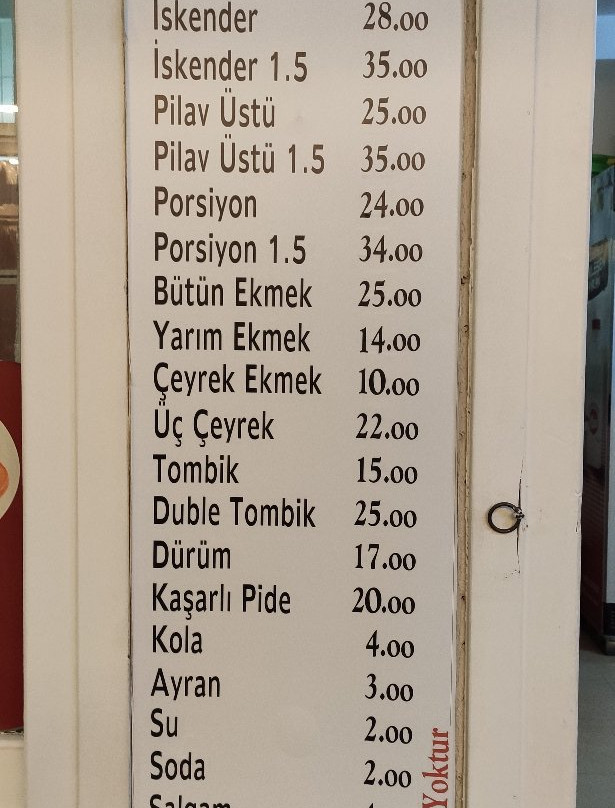 İskender 28.00
İskender 1.5 35.00
Pilav Üstü 25.00
Pilav Üstü 1.5 35.00
Porsiyon 24.00
Porsiyon 1.5 34.00
Bütün Ekmek 25.00
Yarım Ekmek 14.00
Çeyrek Ekmek 10.00
Üç Çeyrek 22.00
Tombik 15.00
Duble Tombik 25.00
Dürüm 17.00
Kaşarlı Pide 20.00
Kola 4.00
Ayran 3.00
Su 2.00
Soda 2.00
Şalgam
Yoktur